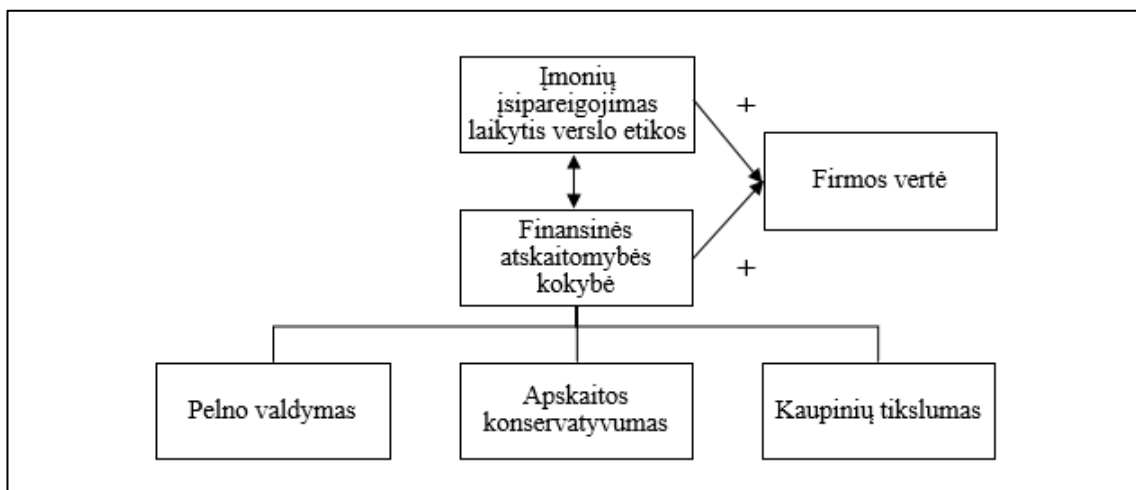 Įmonių
įsipareigojimas
laikytis verslo etikos
+
Firmos vertė
Finansinės
atskaitomybės
kokybė
+
Pelno valdymas
Apskaitos
konservatyvumas
Kaupinių tikslumas